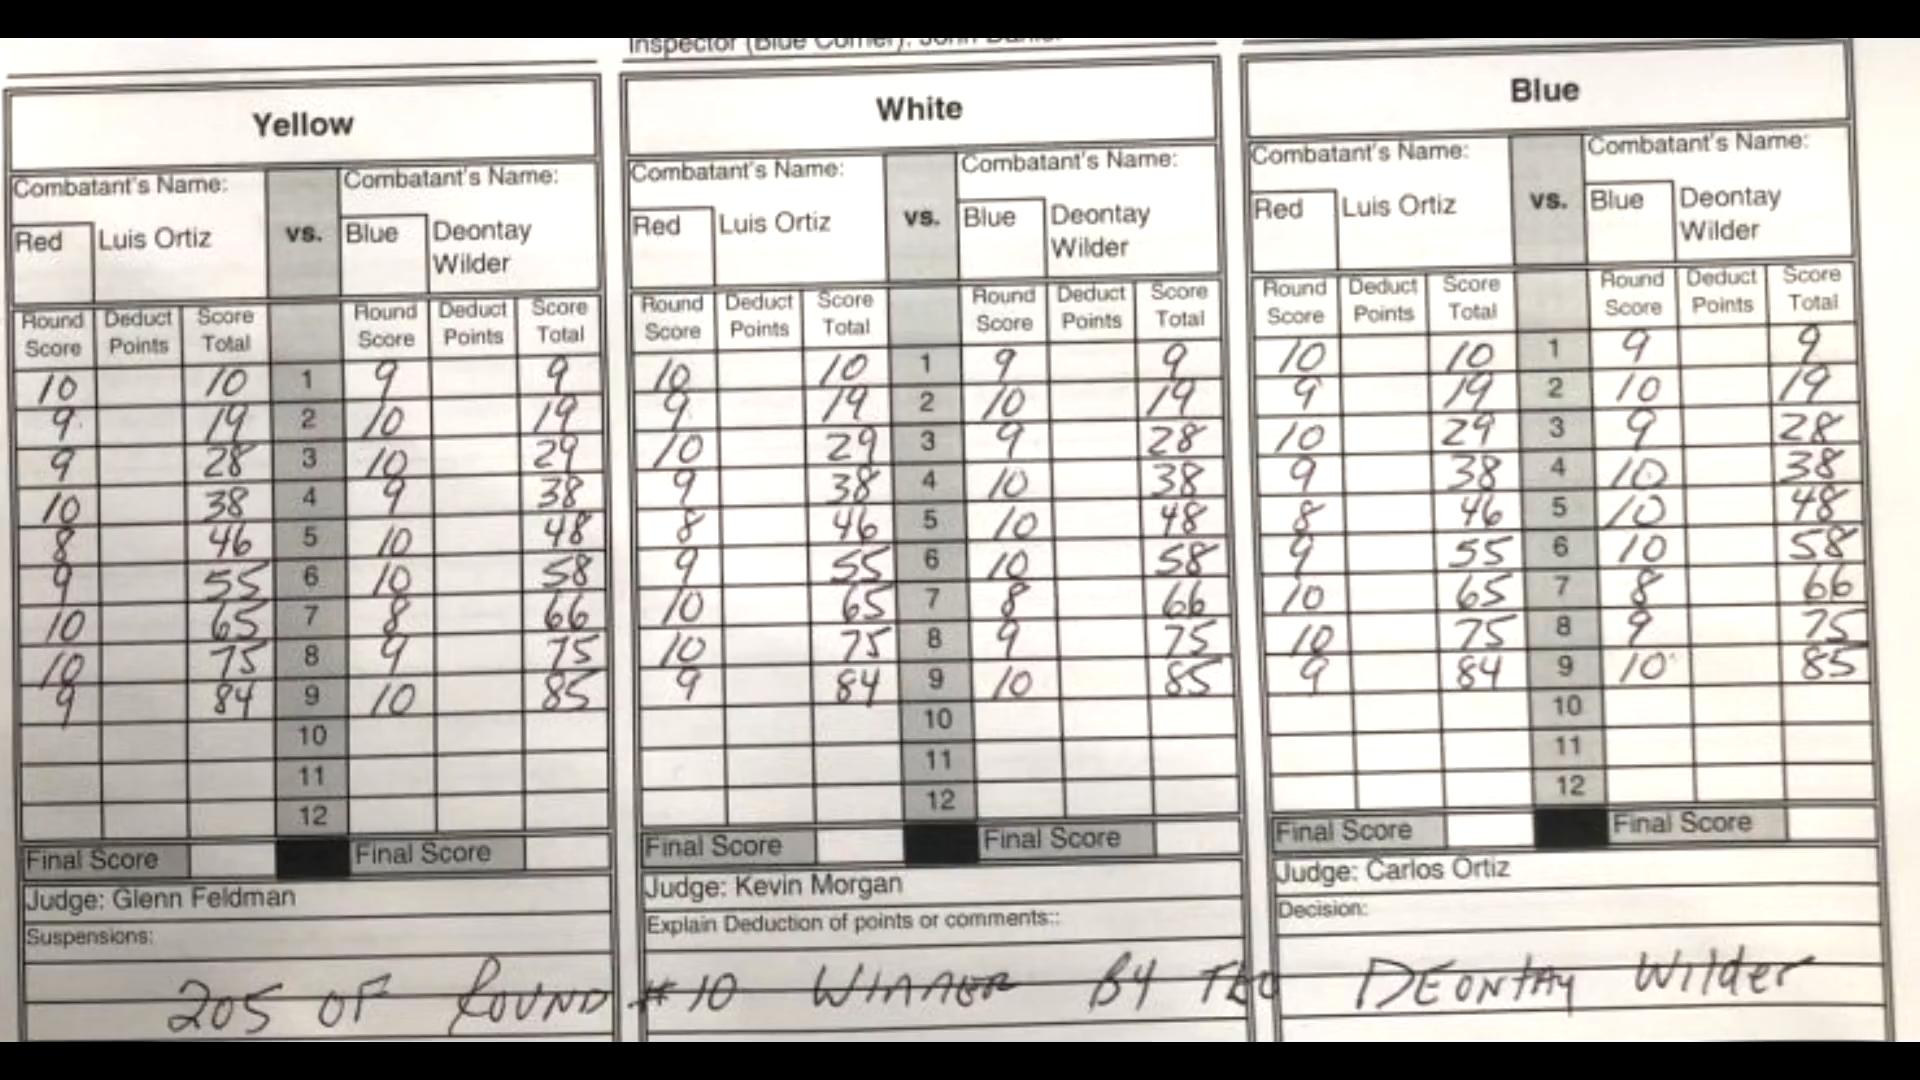 Inspector (Blue Corner): John Daniel
Yellow
Combatant's Name: Combatant's Name:
Red Luis Ortiz vs. Blue Deontay Wilder
Round Score Deduct Points Score Total Round Score Deduct Points Score Total
10 10 1 9 9
9 19 2 10 19
9 28 3 10 29
10 38 4 9 38
8 46 5 10 48
9 55 6 10 58
10 65 7 8 66
10 75 8 9 75
9 84 9 10 85
10
11
12
Final Score Final Score
Judge: Glenn Feldman
Suspensions:
White
Combatant's Name: Combatant's Name:
Red Luis Ortiz vs. Blue Deontay Wilder
Round Score Deduct Points Score Total Round Score Deduct Points Score Total
10 10 1 9 9
9 19 2 10 19
10 29 3 9 28
9 38 4 10 38
8 46 5 10 48
9 55 6 10 58
10 65 7 8 66
10 75 8 9 75
9 84 9 10 85
10
11
12
Final Score Final Score
Judge: Kevin Morgan
Explain Deduction of points or comments::
Blue
Combatant's Name: Combatant's Name:
Red Luis Ortiz vs. Blue Deontay Wilder
Round Score Deduct Points Score Total Round Score Deduct Points Score Total
10 10 1 9 9
9 19 2 10 19
10 29 3 9 28
9 38 4 10 38
8 46 5 10 48
9 55 6 10 58
10 65 7 8 66
10 75 8 9 75
9 84 9 10 85
10
11
12
Final Score Final Score
Judge: Carlos Ortiz
Decision:
205 OF ROUND #10 WINNER BY TKO DEONTAY Wilder